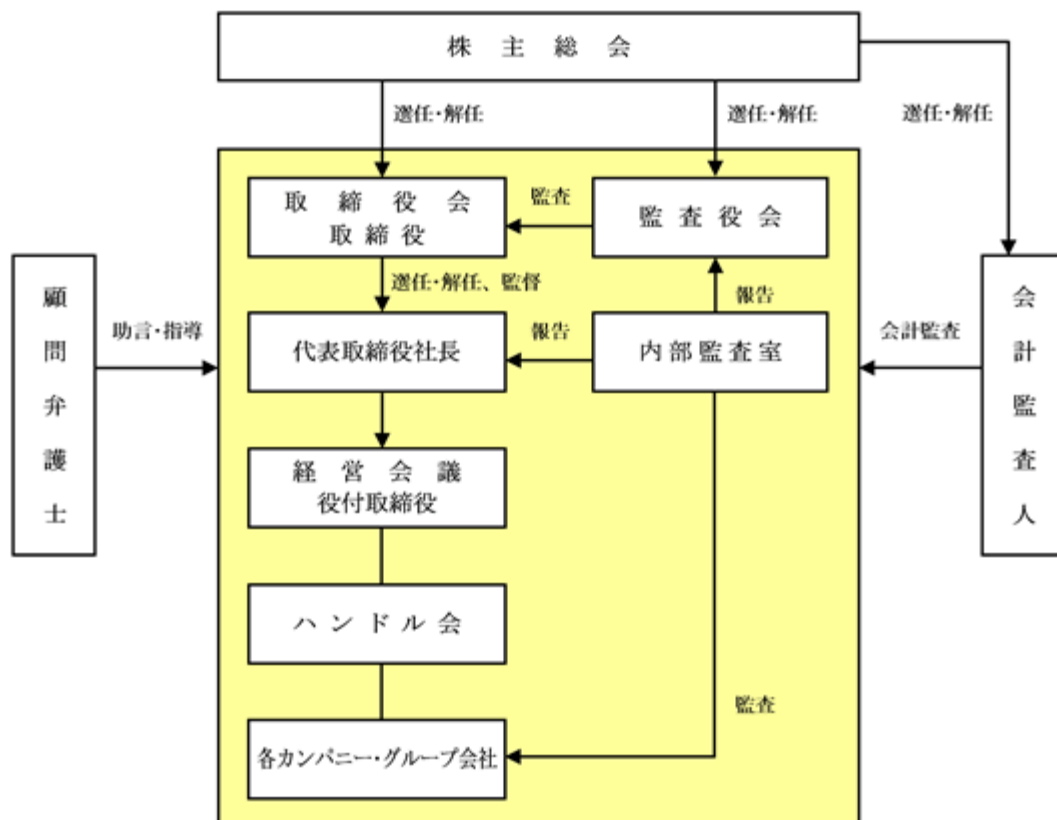 株主総会
選任・解任
選任・解任
選任・解任
取締役会
取締役
監査
監査役会
選任・解任、監督
報告
顧問弁護士
助言・指導
代表取締役社長
報告
内部監査室
会計監査
会計監査人
経営会議
役付取締役
ハンドル会
監査
各カンパニー・グループ会社